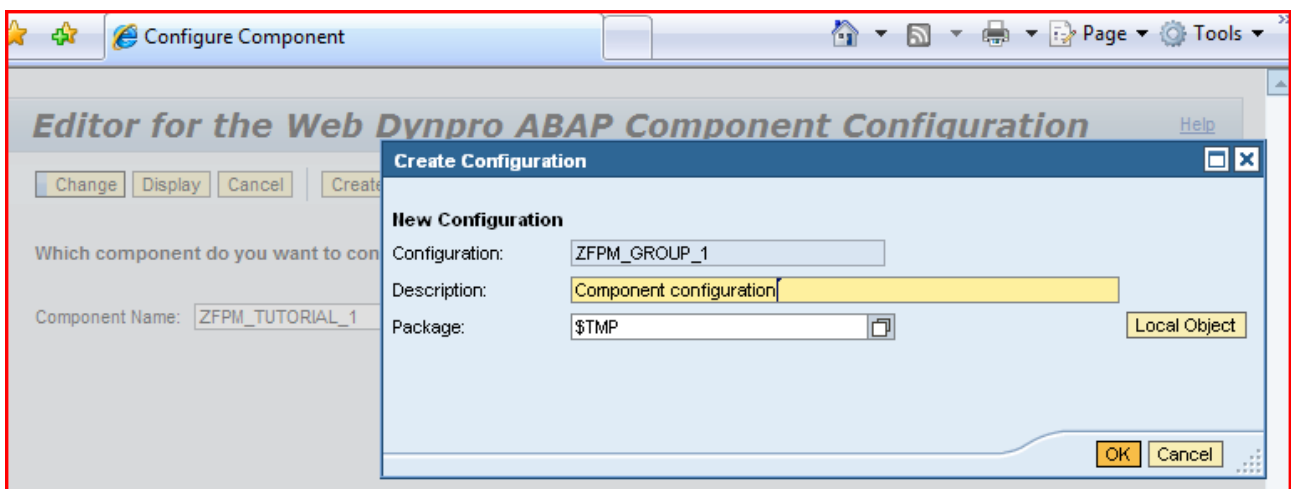 Configure Component
Page
Tools
Editor for the Web Dynpro ABAP Component Configuration
Help
Change Display Cancel Create
Create Configuration
New Configuration
Which component do you want to con
Configuration: ZFPM_GROUP_1
Description: Component configuration
Component Name: ZFPM_TUTORIAL_1
Package: $TMP
Local Object
OK Cancel